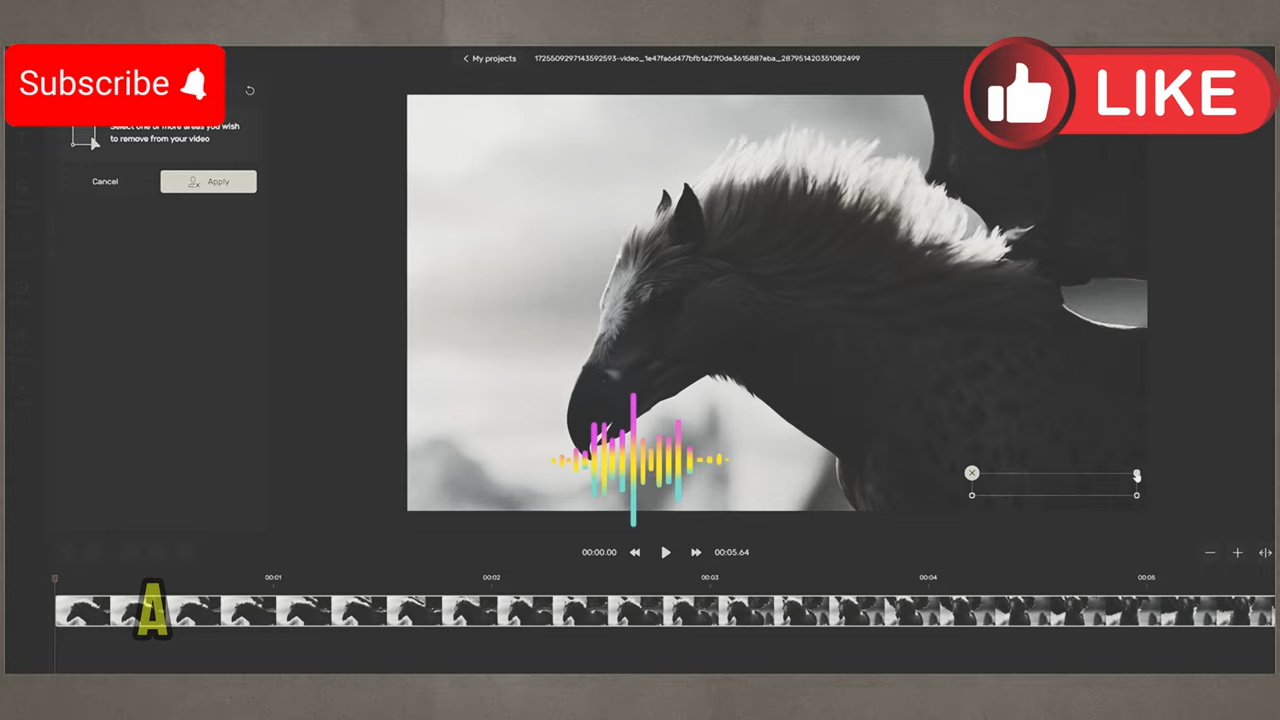 Subscribe
LIKE
My projects
1725509297143592593-video_1e47fa6d477bfb1a27f0de3615887eba_287951420351082499
Select one or more areas you wish
to remove from your video
Cancel
Apply
00:00.00
00:05.64
00:01
00:02
00:03
00:04
00:05
A